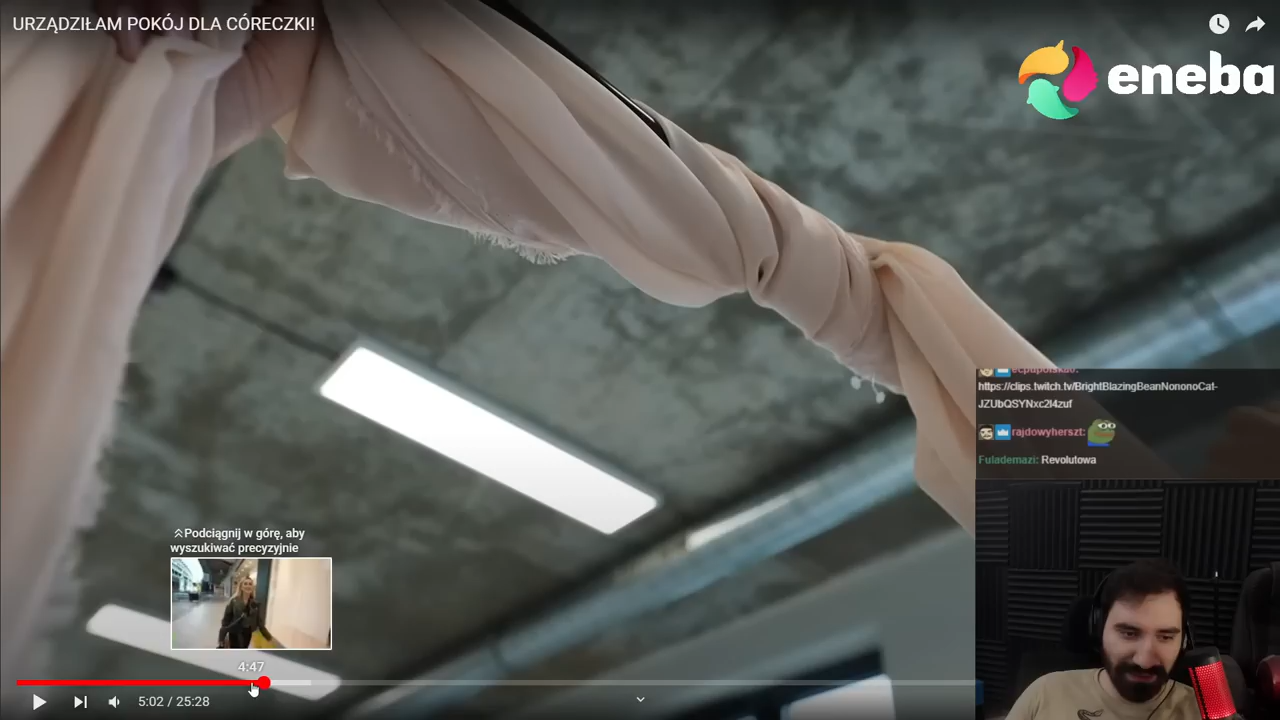 URZĄDZIŁAM POKÓJ DLA CÓRECZKI!
eneba
https://clips.twitch.tv/BrightBlazingBeanNononoCat-
JZUbQSYNxc2l4zuf
rajdowyherszt:
Fulademazi: Revolutowa
Podciągnij w górę, aby
wyszukiwać precyzyjnie
4:47
5:02 / 25:28